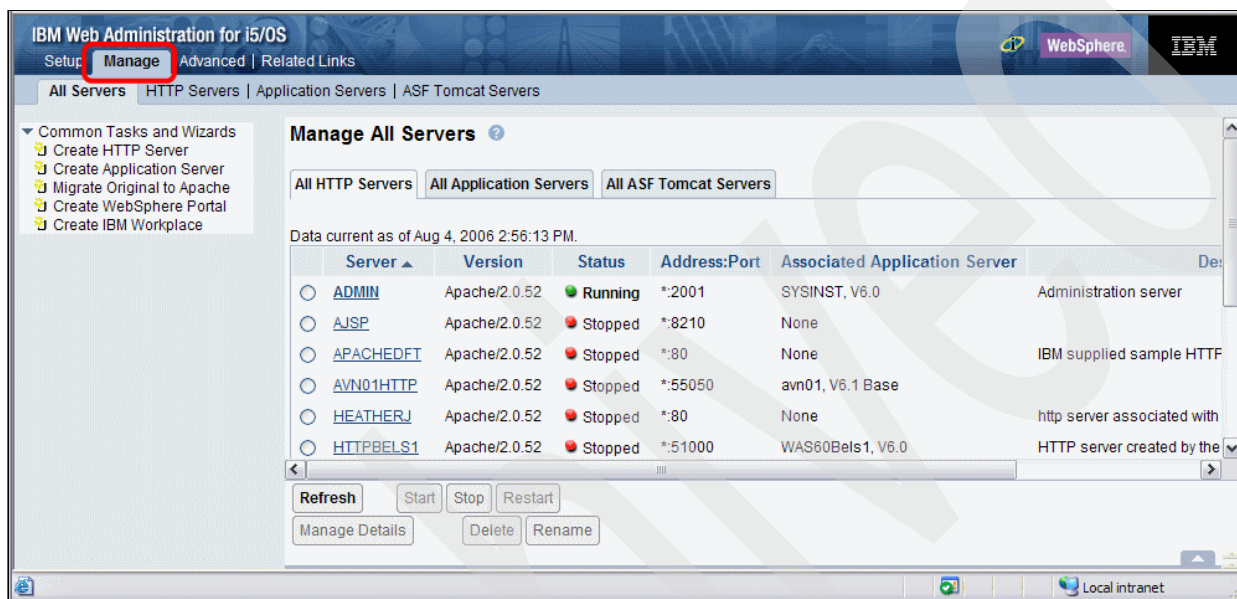 IBM Web Administration for i5/OS
Setup Manage Advanced | Related Links
WebSphere. IBM
All Servers HTTP Servers | Application Servers | ASF Tomcat Servers
Common Tasks and Wizards
Create HTTP Server
Create Application Server
Migrate Original to Apache
Create WebSphere Portal
Create IBM Workplace
Manage All Servers ?
All HTTP Servers All Application Servers All ASF Tomcat Servers
Data current as of Aug 4, 2006 2:56:13 PM.
Server Version Status Address:Port Associated Application Server Des
ADMIN Apache/2.0.52 Running *:2001 SYSINST, V6.0 Administration server
AJSP Apache/2.0.52 Stopped *:8210 None
APACHEDFT Apache/2.0.52 Stopped *:80 None IBM supplied sample HTTP
AVN01HTTP Apache/2.0.52 Stopped *:55050 avn01, V6.1 Base
HEATHERJ Apache/2.0.52 Stopped *:80 None http server associated with
HTTPBELS1 Apache/2.0.52 Stopped *:51000 WAS60Bels1, V6.0 HTTP server created by the
Refresh Start Stop Restart
Manage Details Delete Rename
Local intranet